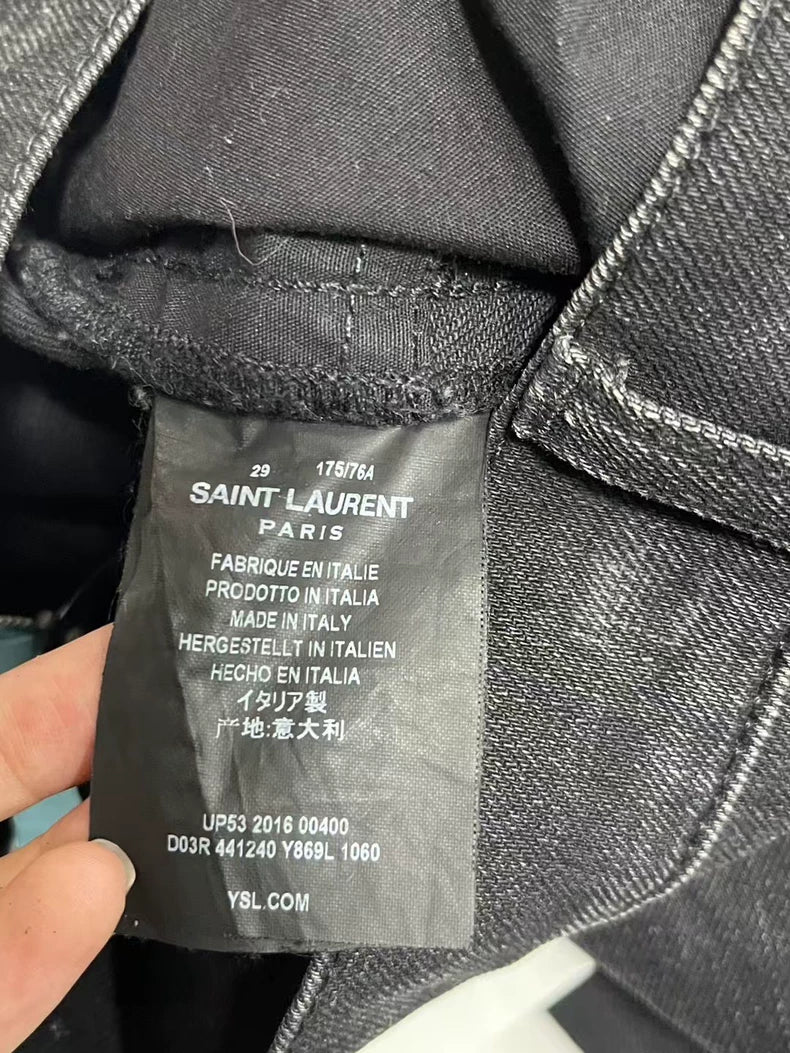 29 175/76A
SAINT LAURENT
PARIS
FABRIQUE EN ITALIE
PRODOTTO IN ITALIA
MADE IN ITALY
HERGESTELLT IN ITALIEN
HECHO EN ITALIA
イタリア製
产地:意大利
UP53 2016 00400
D03R 441240 Y869L 1060
YSL.COM